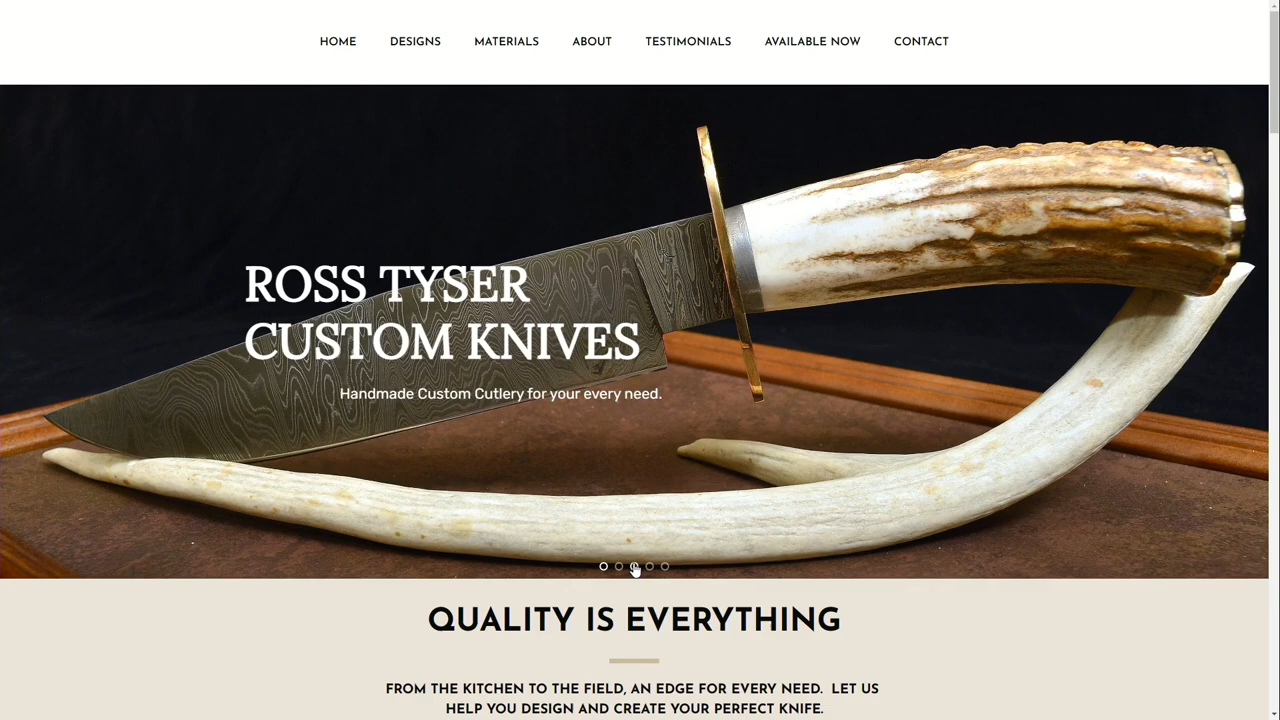 HOME DESIGNS MATERIALS ABOUT TESTIMONIALS AVAILABLE NOW CONTACT
ROSS TYSER
CUSTOM KNIVES
Handmade Custom Cutlery for your every need.
QUALITY IS EVERYTHING
FROM THE KITCHEN TO THE FIELD, AN EDGE FOR EVERY NEED. LET US
HELP YOU DESIGN AND CREATE YOUR PERFECT KNIFE.